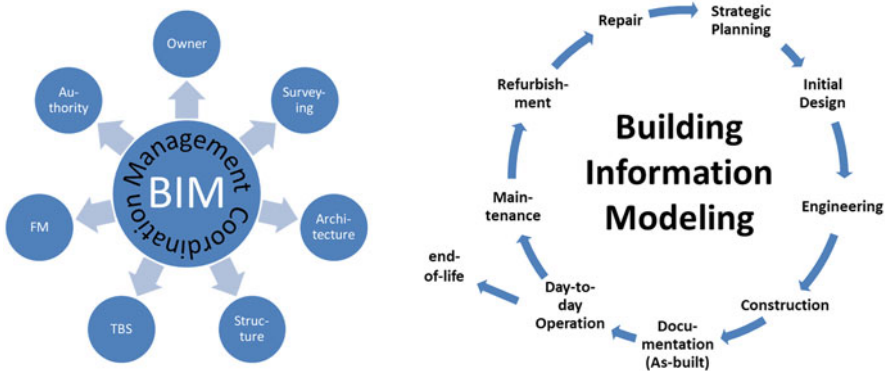 Owner
Survey-
ing
Archi-
tecture
Struc-
ture
TBS
FM
Au-
thority
Management
Coordination
BIM
Building
Information
Modeling
Strategic
Planning
Initial
Design
Engineering
Construction
Docu-
mentation
(As-built)
Day-to-
day
Operation
end-
of-life
Main-
tenance
Refurbish-
ment
Repair